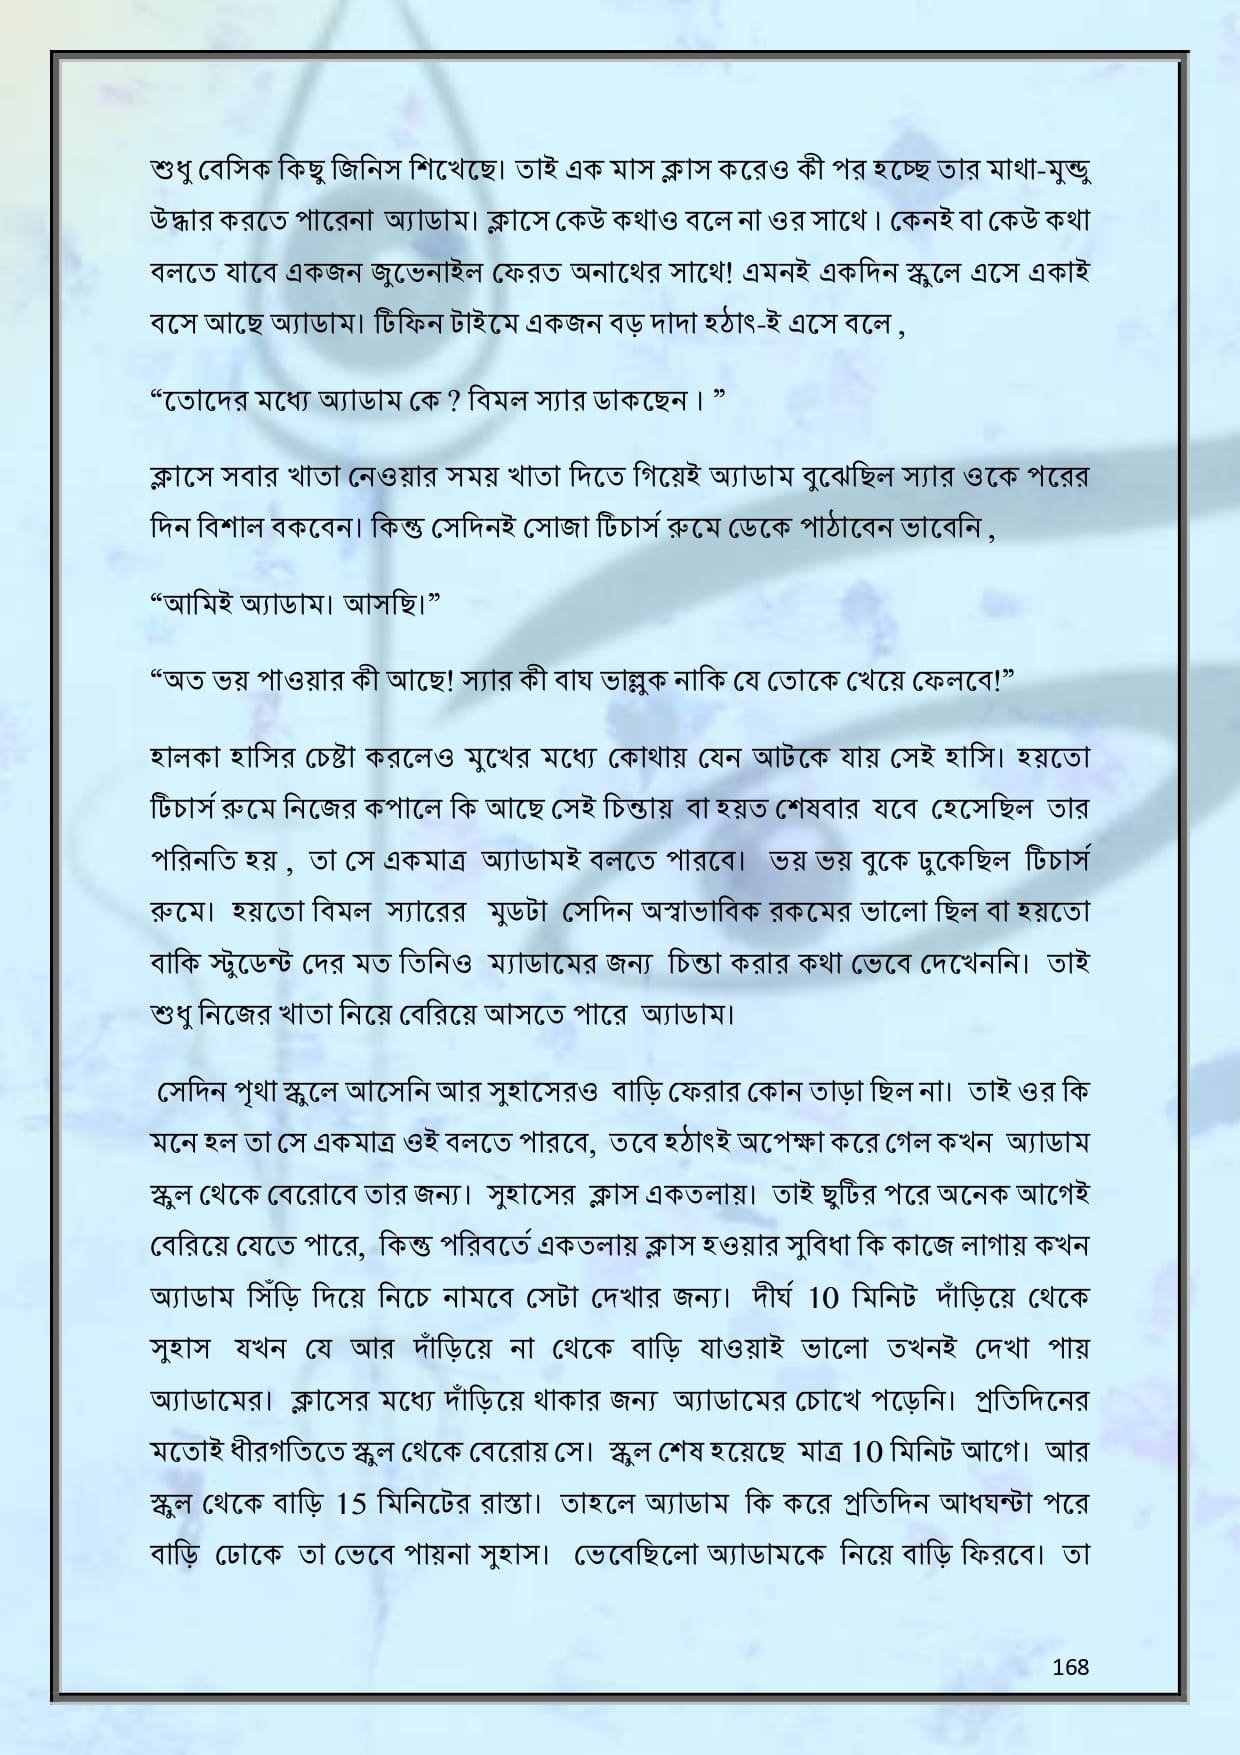 শুধু বেসিক কিছু জিনিস শিখেছে। তাই এক মাস ক্লাস করেও কী পর হচ্ছে তার মাথা-মুন্ডু
উদ্ধার করতে পারেনা অ্যাডাম। ক্লাসে কেউ কথাও বলে না ওর সাথে । কেনই বা কেউ কথা
বলতে যাবে একজন জুভেনাইল ফেরত অনাথের সাথে! এমনই একদিন স্কুলে এসে একাই
বসে আছে অ্যাডাম। টিফিন টাইমে একজন বড় দাদা হঠাৎ-ই এসে বলে ,
“তোদের মধ্যে অ্যাডাম কে ? বিমল স্যার ডাকছেন । ”
ক্লাসে সবার খাতা নেওয়ার সময় খাতা দিতে গিয়েই অ্যাডাম বুঝেছিল স্যার ওকে পরের
দিন বিশাল বকবেন। কিন্তু সেদিনই সোজা টিচার্স রুমে ডেকে পাঠাবেন ভাবেনি ,
“আমিই অ্যাডাম। আসছি।”
“অত ভয় পাওয়ার কী আছে! স্যার কী বাঘ ভাল্লুক নাকি যে তোকে খেয়ে ফেলবে!”
হালকা হাসির চেষ্টা করলেও মুখের মধ্যে কোথায় যেন আটকে যায় সেই হাসি। হয়তো
টিচার্স রুমে নিজের কপালে কি আছে সেই চিন্তায় বা হয়ত শেষবার যবে হেসেছিল তার
পরিনতি হয় , তা সে একমাত্র অ্যাডামই বলতে পারবে। ভয় ভয় বুকে ঢুকেছিল টিচার্স
রুমে। হয়তো বিমল স্যারের মুডটা সেদিন অস্বাভাবিক রকমের ভালো ছিল বা হয়তো
বাকি স্টুডেন্ট দের মত তিনিও ম্যাডামের জন্য চিন্তা করার কথা ভেবে দেখেননি। তাই
শুধু নিজের খাতা নিয়ে বেরিয়ে আসতে পারে অ্যাডাম।
সেদিন পৃথা স্কুলে আসেনি আর সুহাসেরও বাড়ি ফেরার কোন তাড়া ছিল না। তাই ওর কি
মনে হল তা সে একমাত্র ওই বলতে পারবে, তবে হঠাৎই অপেক্ষা করে গেল কখন অ্যাডাম
স্কুল থেকে বেরোবে তার জন্য। সুহাসের ক্লাস একতলায়। তাই ছুটির পরে অনেক আগেই
বেরিয়ে যেতে পারে, কিন্তু পরিবর্তে একতলায় ক্লাস হওয়ার সুবিধা কি কাজে লাগায় কখন
অ্যাডাম সিঁড়ি দিয়ে নিচে নামবে সেটা দেখার জন্য। দীর্ঘ 10 মিনিট দাঁড়িয়ে থেকে
সুহাস যখন যে আর দাঁড়িয়ে না থেকে বাড়ি যাওয়াই ভালো তখনই দেখা পায়
অ্যাডামের। ক্লাসের মধ্যে দাঁড়িয়ে থাকার জন্য অ্যাডামের চোখে পড়েনি। প্রতিদিনের
মতোই ধীরগতিতে স্কুল থেকে বেরোয় সে। স্কুল শেষ হয়েছে মাত্র 10 মিনিট আগে। আর
স্কুল থেকে বাড়ি 15 মিনিটের রাস্তা। তাহলে অ্যাডাম কি করে প্রতিদিন আধঘন্টা পরে
বাড়ি ঢোকে তা ভেবে পায়না সুহাস। ভেবেছিলো অ্যাডামকে নিয়ে বাড়ি ফিরবে। তা
168